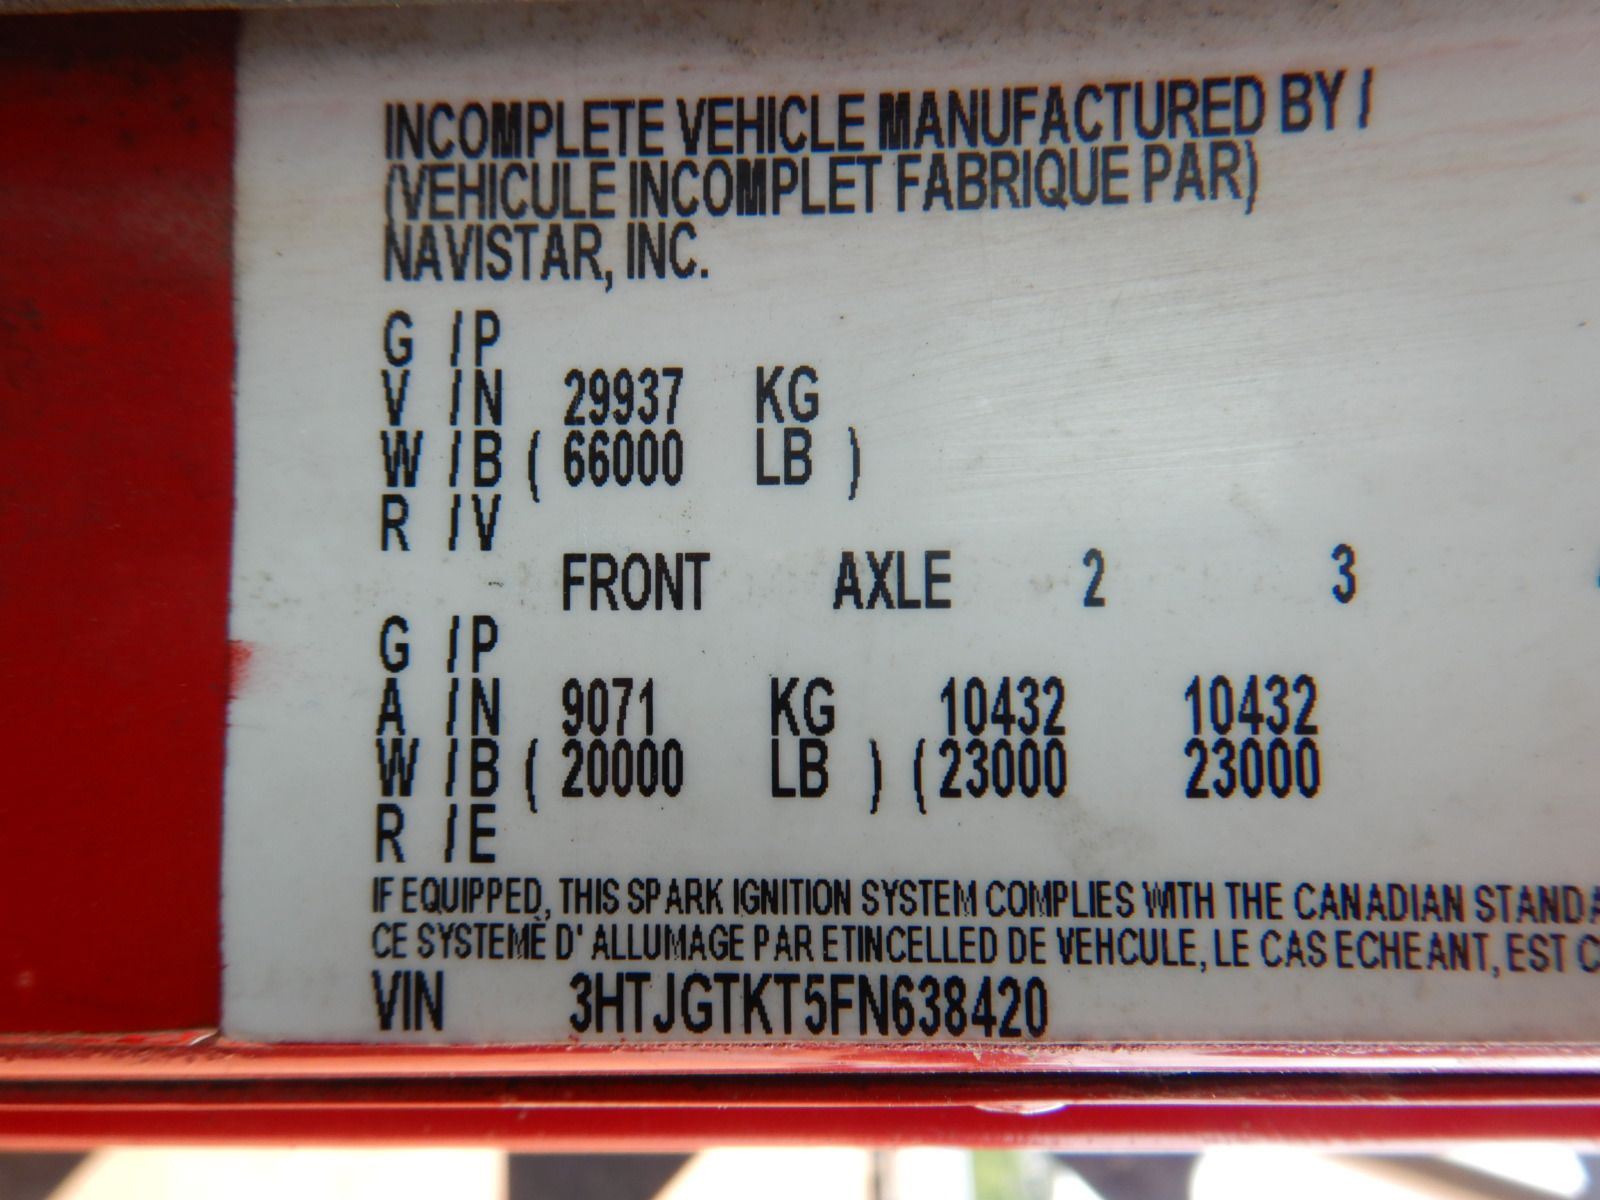 INCOMPLETE VEHICLE MANUFACTURED BY /
(VEHICULE INCOMPLET FABRIQUE PAR)
NAVISTAR, INC.
G /P
V /N 29937 KG
W /B ( 66000 LB )
R /V
FRONT AXLE 2 3
G /P
A /N 9071 KG 10432 10432
W /B ( 20000 LB ) ( 23000 23000
R /E
IF EQUIPPED, THIS SPARK IGNITION SYSTEM COMPLIES WITH THE CANADIAN
CE SYSTEME D' ALLUMAGE PAR ETINCELLED DE VEHCULE, LE CAS ECHEANT, EST
VIN 3HTJGTKT5FN638420